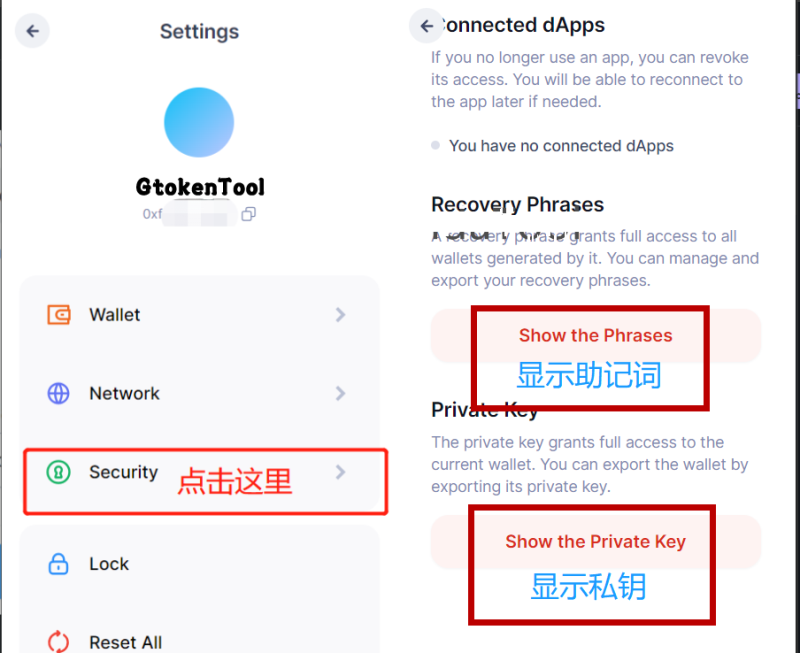 Settings
GtokenTool
0xf
Wallet
Network
Security
点击这里
Lock
Reset All
Connected dApps
If you no longer use an app, you can revoke
its access. You will be able to reconnect to
the app later if needed.
You have no connected dApps
Recovery Phrases
A recovery phrase grants full access to all
wallets generated by it. You can manage and
export your recovery phrases.
Show the Phrases
显示助记词
Private Key
The private key grants full access to the
current wallet. You can export the wallet by
exporting its private key.
Show the Private Key
显示私钥